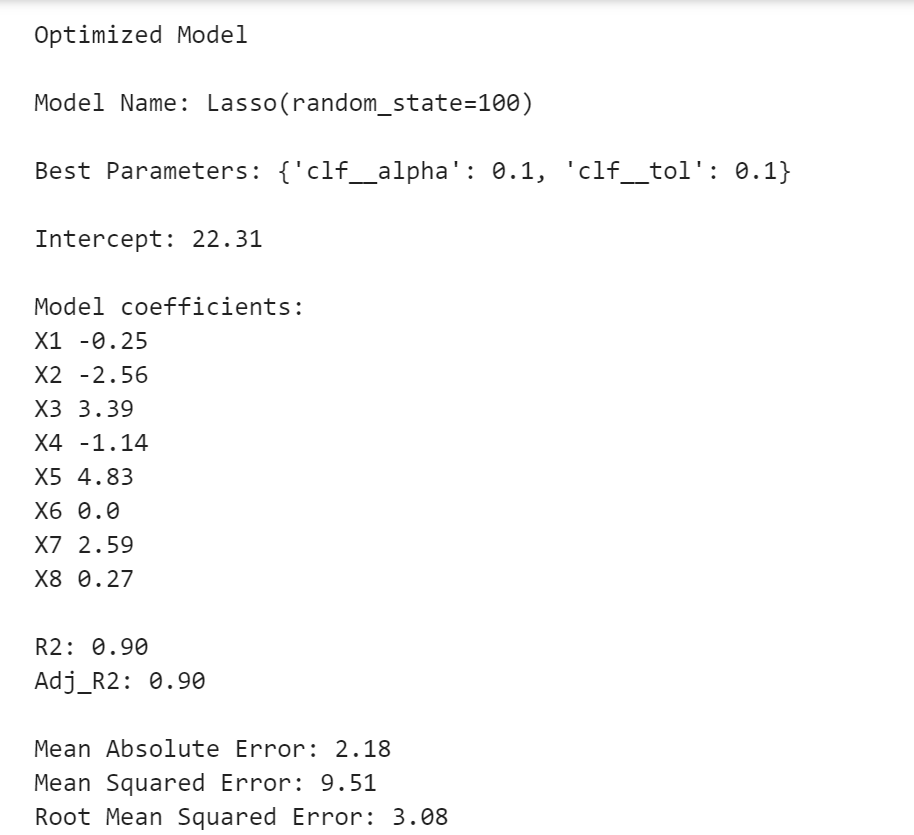 Optimized Model
Model Name: Lasso(random_state=100)
Best Parameters: {'clf__alpha': 0.1, 'clf__tol': 0.1}
Intercept: 22.31
Model coefficients:
X1 -0.25
X2 -2.56
X3 3.39
X4 -1.14
X5 4.83
X6 0.0
X7 2.59
X8 0.27
R2: 0.90
Adj_R2: 0.90
Mean Absolute Error: 2.18
Mean Squared Error: 9.51
Root Mean Squared Error: 3.08